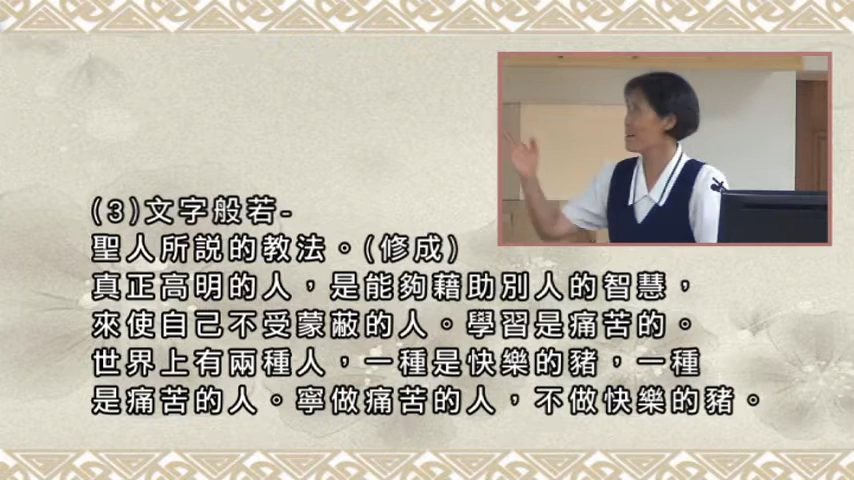 (3)文字般若-
聖人所說的教法。(修成)
真正高明的人，是能夠藉助別人的智慧，
來使自己不受蒙蔽的人。學習是痛苦的。
世界上有兩種人，一種是快樂的豬，一種
是痛苦的人。寧做痛苦的人，不做快樂的豬。